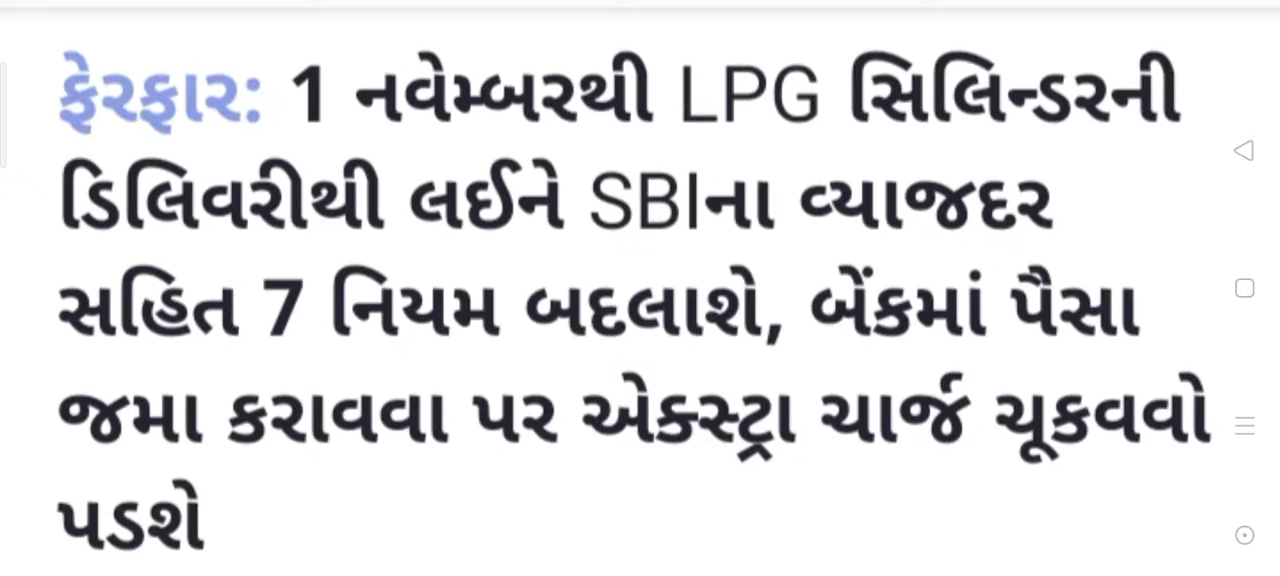 ફેરફાર: 1 નવેમ્બરથી LPG સિલિન્ડરની
ડિલિવરીથી લઈને SBIના વ્યાજદર
સહિત 7 નિયમ બદલાશે, બેંકમાં પૈસા
જમા કરાવવા પર એક્સ્ટ્રા ચાર્જ ચૂકવવો
પડશે